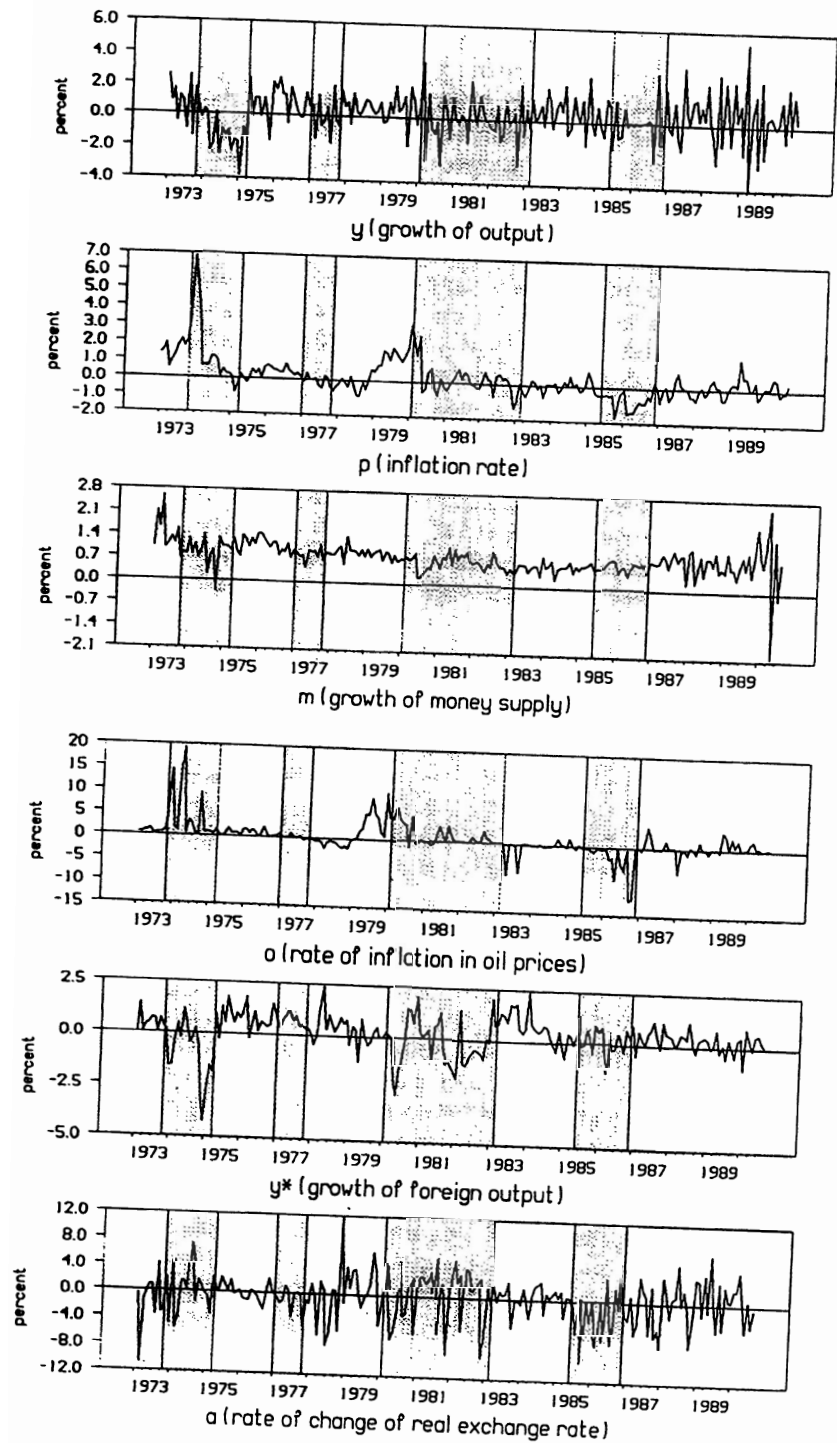 6.0
4.0
2.0
0.0
-2.0
-4.0
percent
1973 1975 1977 1979 1981 1983 1985 1987 1989
y (growth of output)
7.0
6.0
5.0
4.0
3.0
2.0
1.0
0.0
-1.0
-2.0
percent
1973 1975 1977 1979 1981 1983 1985 1987 1989
p (inflation rate)
2.8
2.1
1.4
0.7
0.0
-0.7
-1.4
-2.1
percent
1973 1975 1977 1979 1981 1983 1985 1987 1989
m (growth of money supply)
20
15
10
5
0
-5
-10
-15
percent
1973 1975 1977 1979 1981 1983 1985 1987 1989
o (rate of inflation in oil prices)
2.5
0.0
-2.5
-5.0
percent
1973 1975 1977 1979 1981 1983 1985 1987 1989
y* (growth of foreign output)
12.0
8.0
4.0
0.0
-4.0
-8.0
-12.0
percent
1973 1975 1977 1979 1981 1983 1985 1987 1989
a (rate of change of real exchange rate)